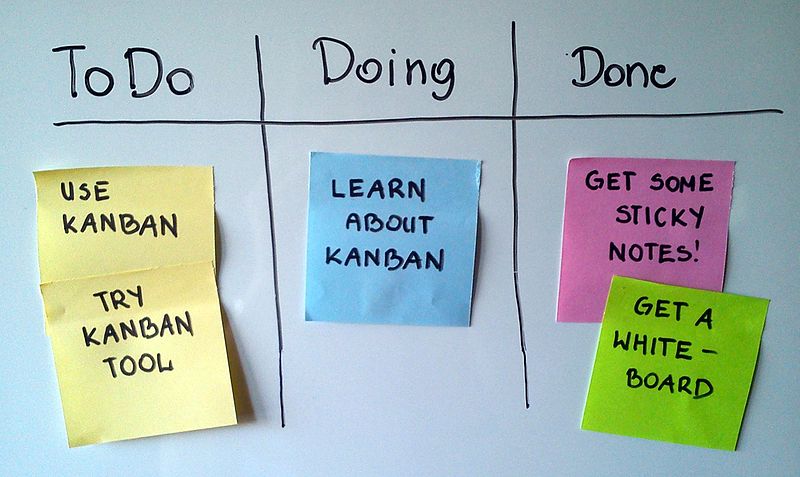 To Do
Doing
Done
USE
KANBAN
TRY
KANBAN
TOOL
LEARN
ABOUT
KANBAN
GET SOME
STICKY
NOTES!
GET A
WHITE-
BOARD